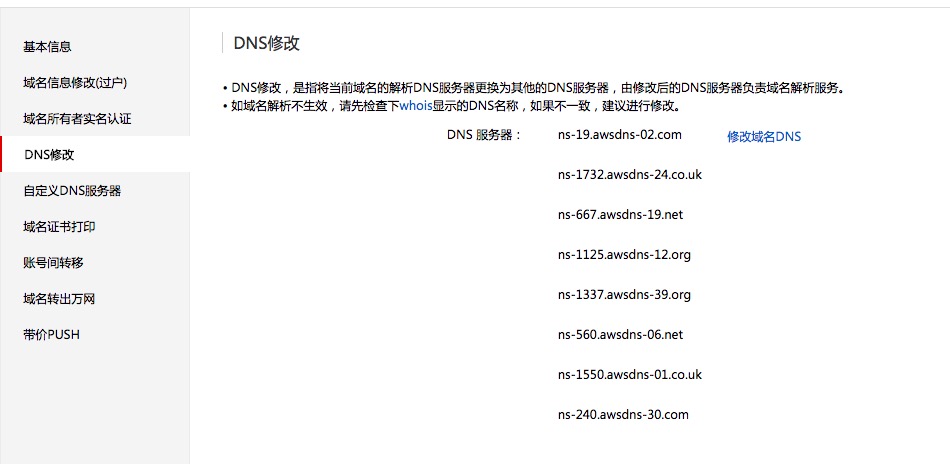 基本信息
域名信息修改(过户)
域名所有者实名认证
DNS修改
自定义DNS服务器
域名证书打印
账号间转移
域名转出万网
带价PUSH
DNS修改
• DNS修改，是指将当前域名的解析DNS服务器更换为其他的DNS服务器，由修改后的DNS服务器负责域名解析服务。
• 如域名解析不生效，请先检查下whois显示的DNS名称，如果不一致，建议进行修改。
DNS 服务器： ns-19.awsdns-02.com 修改域名DNS
ns-1732.awsdns-24.co.uk
ns-667.awsdns-19.net
ns-1125.awsdns-12.org
ns-1337.awsdns-39.org
ns-560.awsdns-06.net
ns-1550.awsdns-01.co.uk
ns-240.awsdns-30.com